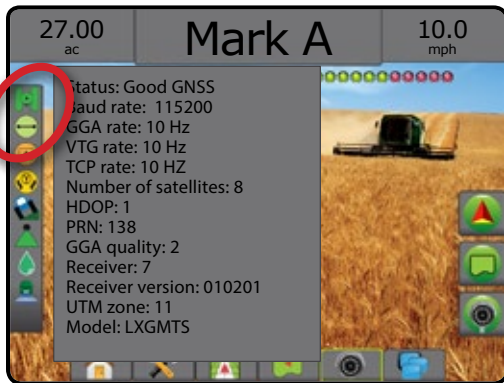 27.00
ac
Mark A
10.0
mph
Status: Good GNSS
Baud rate: 115200
GGA rate: 10 Hz
VTG rate: 10 Hz
TCP rate: 10 HZ
Number of satellites: 8
HDOP: 1
PRN: 138
GGA quality: 2
Receiver: 7
Receiver version: 010201
UTM zone: 11
Model: LXGMTS